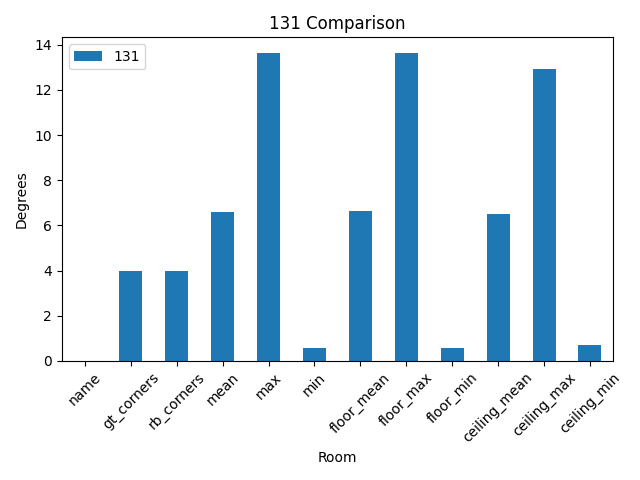 131 Comparison
131
Degrees
14
12
10
8
6
4
2
0
name
gt_corners
rb_corners
mean
max
min
floor_mean
floor_max
floor_min
ceiling_mean
ceiling_max
ceiling_min
Room